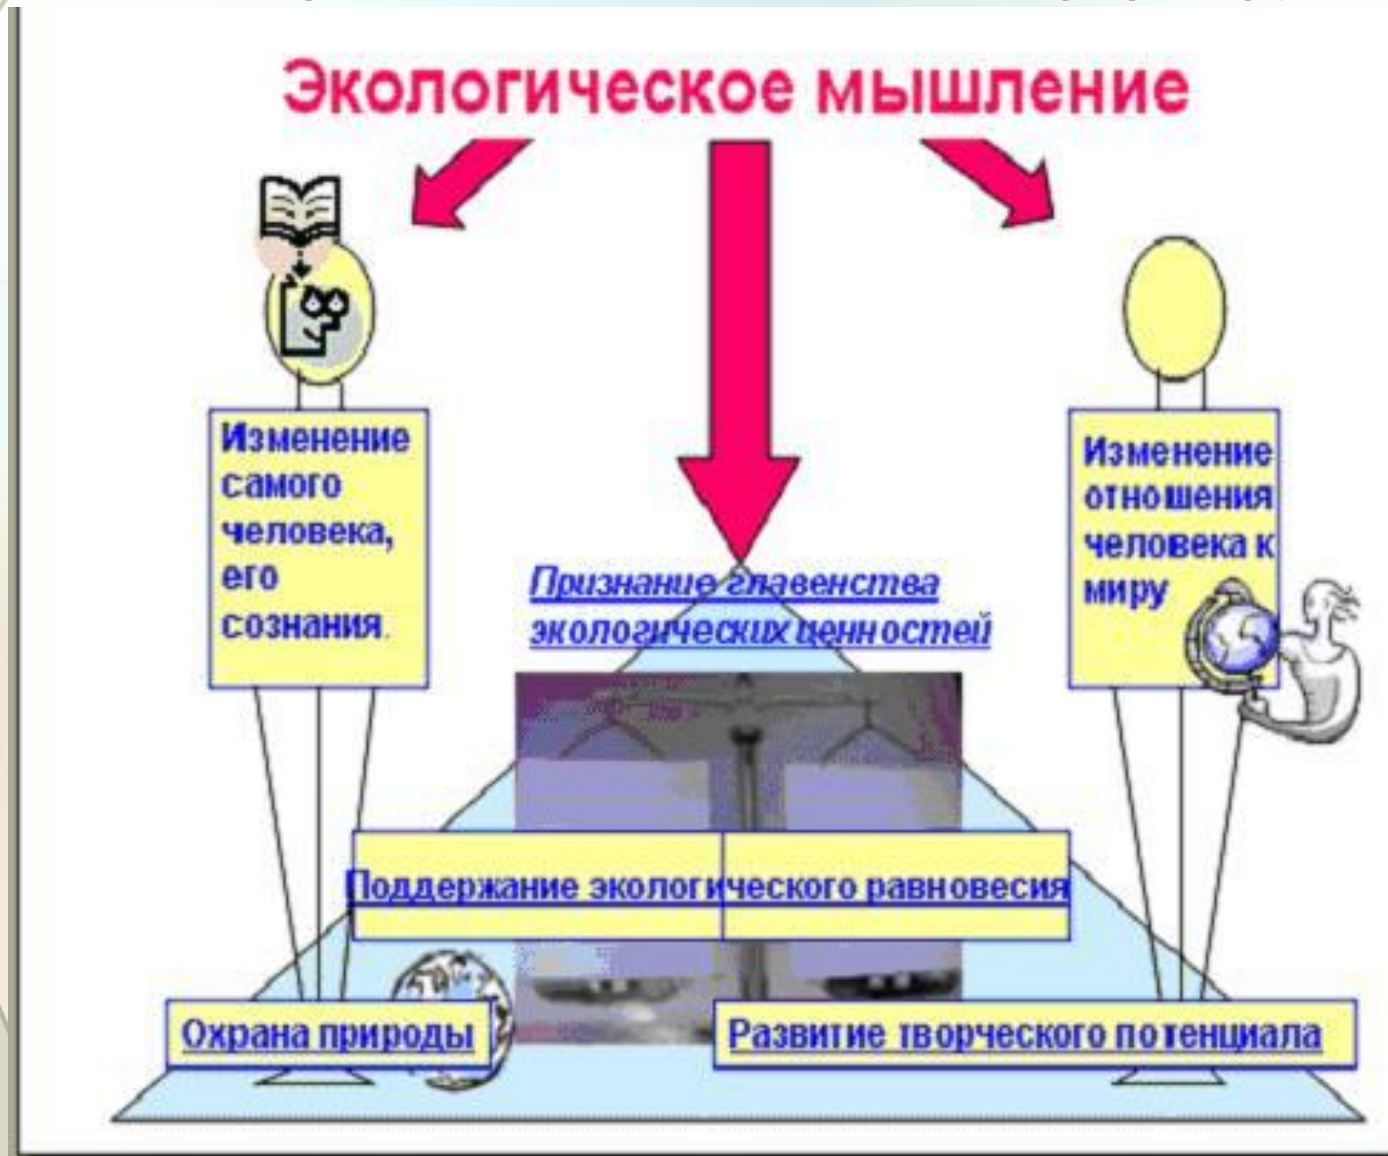 Экологическое мышление
Изменение
самого
человека,
его
сознания.
Изменение
отношения
человека к
миру
Признание главенства
экологических ценностей
Поддержание экологического равновесия
Охрана природы
Развитие творческого потенциала